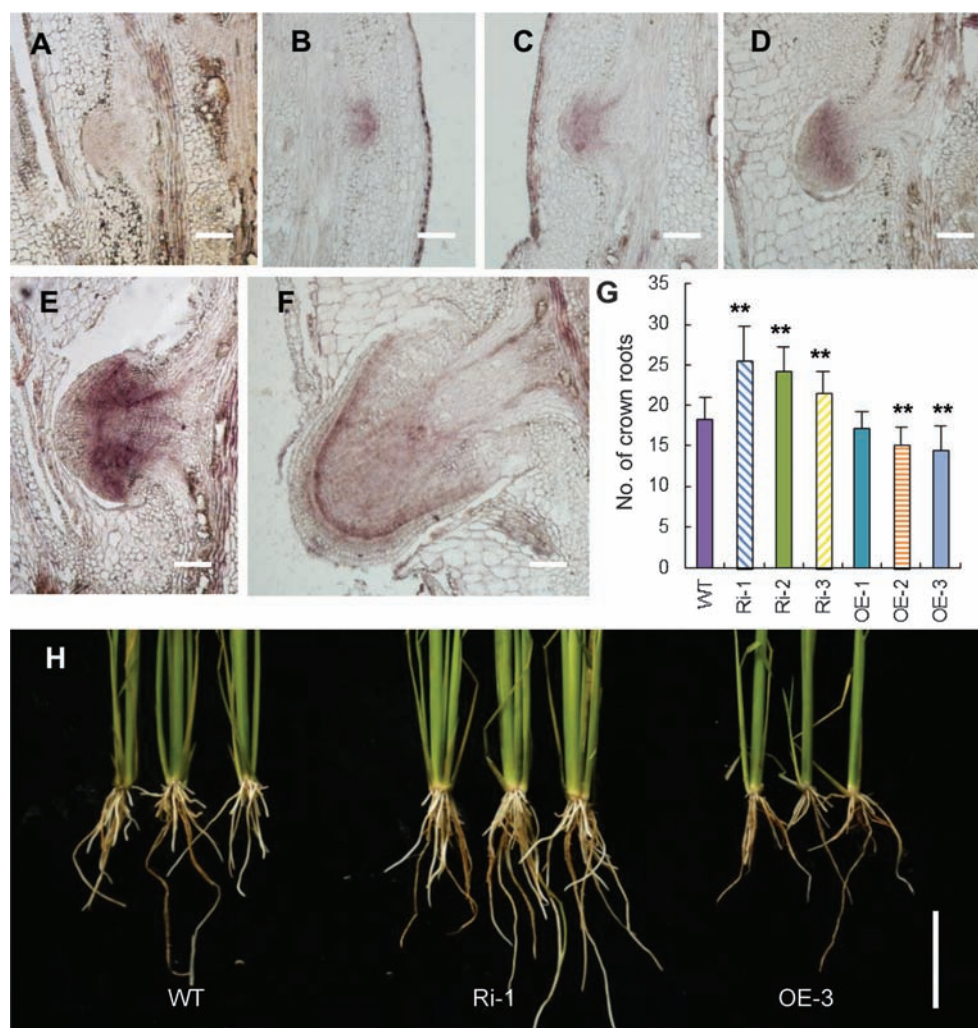 A
B
C
D
E
F
G
No. of crown roots
35
30
25
20
15
10
5
0
**
**
**
**
**
WT
Ri-1
Ri-2
Ri-3
OE-1
OE-2
OE-3
H
WT
Ri-1
OE-3